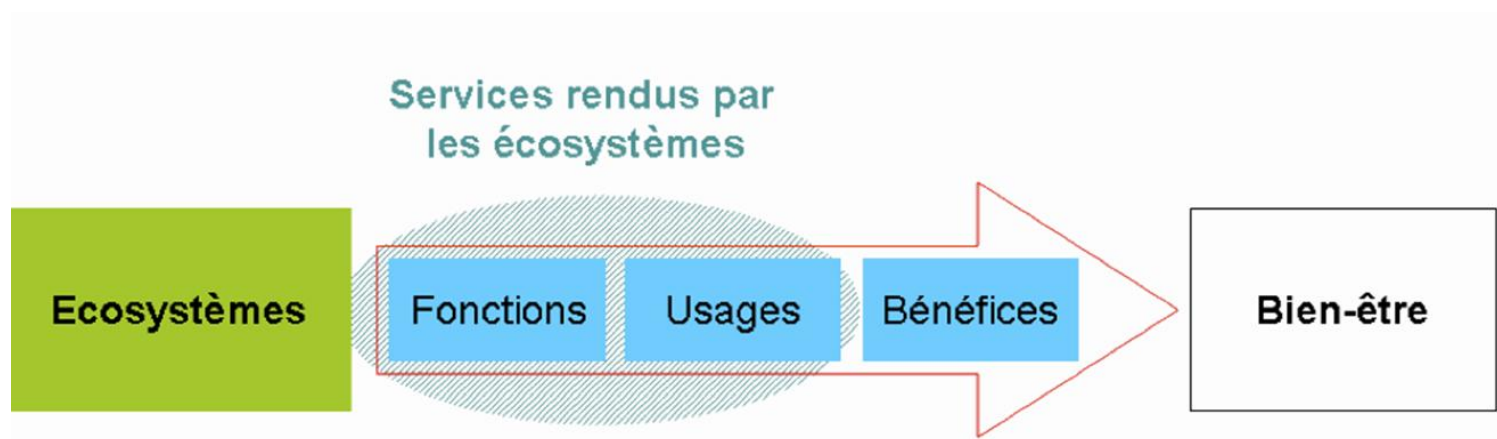 Services rendus par
les écosystèmes
Ecosystèmes
Fonctions
Usages
Bénéfices
Bien-être